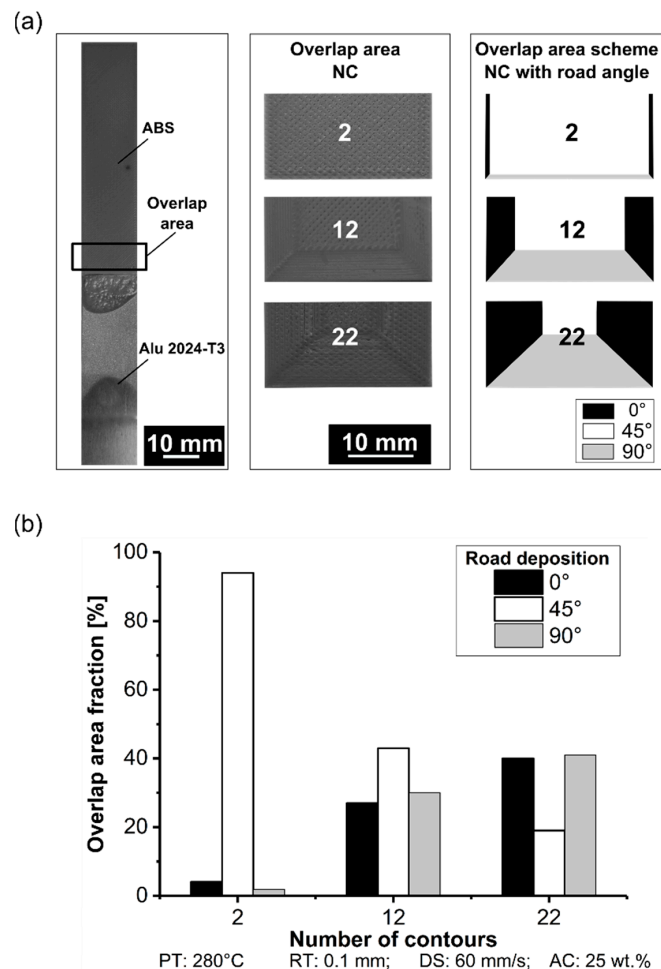 (a)
ABS
Overlap
area
Alu 2024-T3
10 mm
Overlap area
NC
2
12
22
10 mm
Overlap area scheme
NC with road angle
2
12
22
0°
45°
90°
(b)
Overlap area fraction [%]
100
80
60
40
20
0
Road deposition
0°
45°
90°
2
12
22
Number of contours
PT: 280°C RT: 0.1 mm; DS: 60 mm/s; AC: 25 wt.%